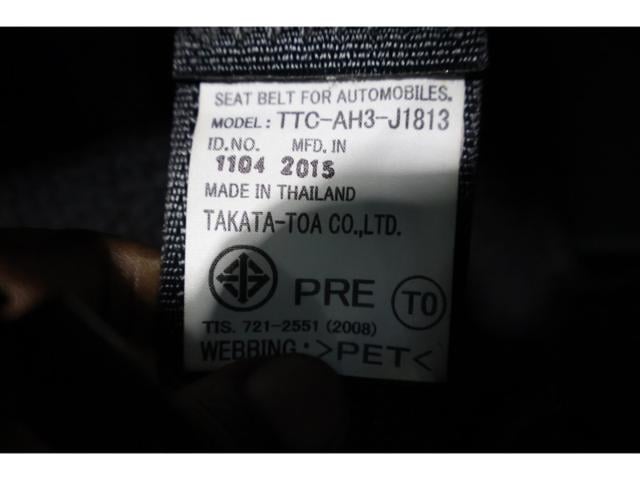 SEAT BELT FOR AUTOMOBILES.
MODEL: TTC-AH3-J1813
ID.NO. MFD. IN
1104 2015
MADE IN THAILAND
TAKATA-TOA CO.,LTD.
PRE TO
TIS. 721-2551 (2008)
WEBBING:>PET<